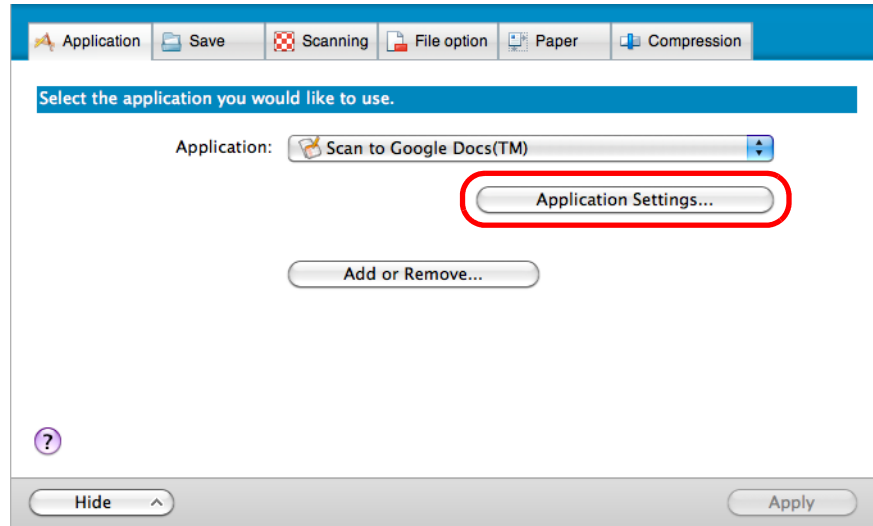 Application Save Scanning File option Paper Compression
Select the application you would like to use.
Application: Scan to Google Docs(TM)
Application Settings...
Add or Remove...
?
Hide Apply